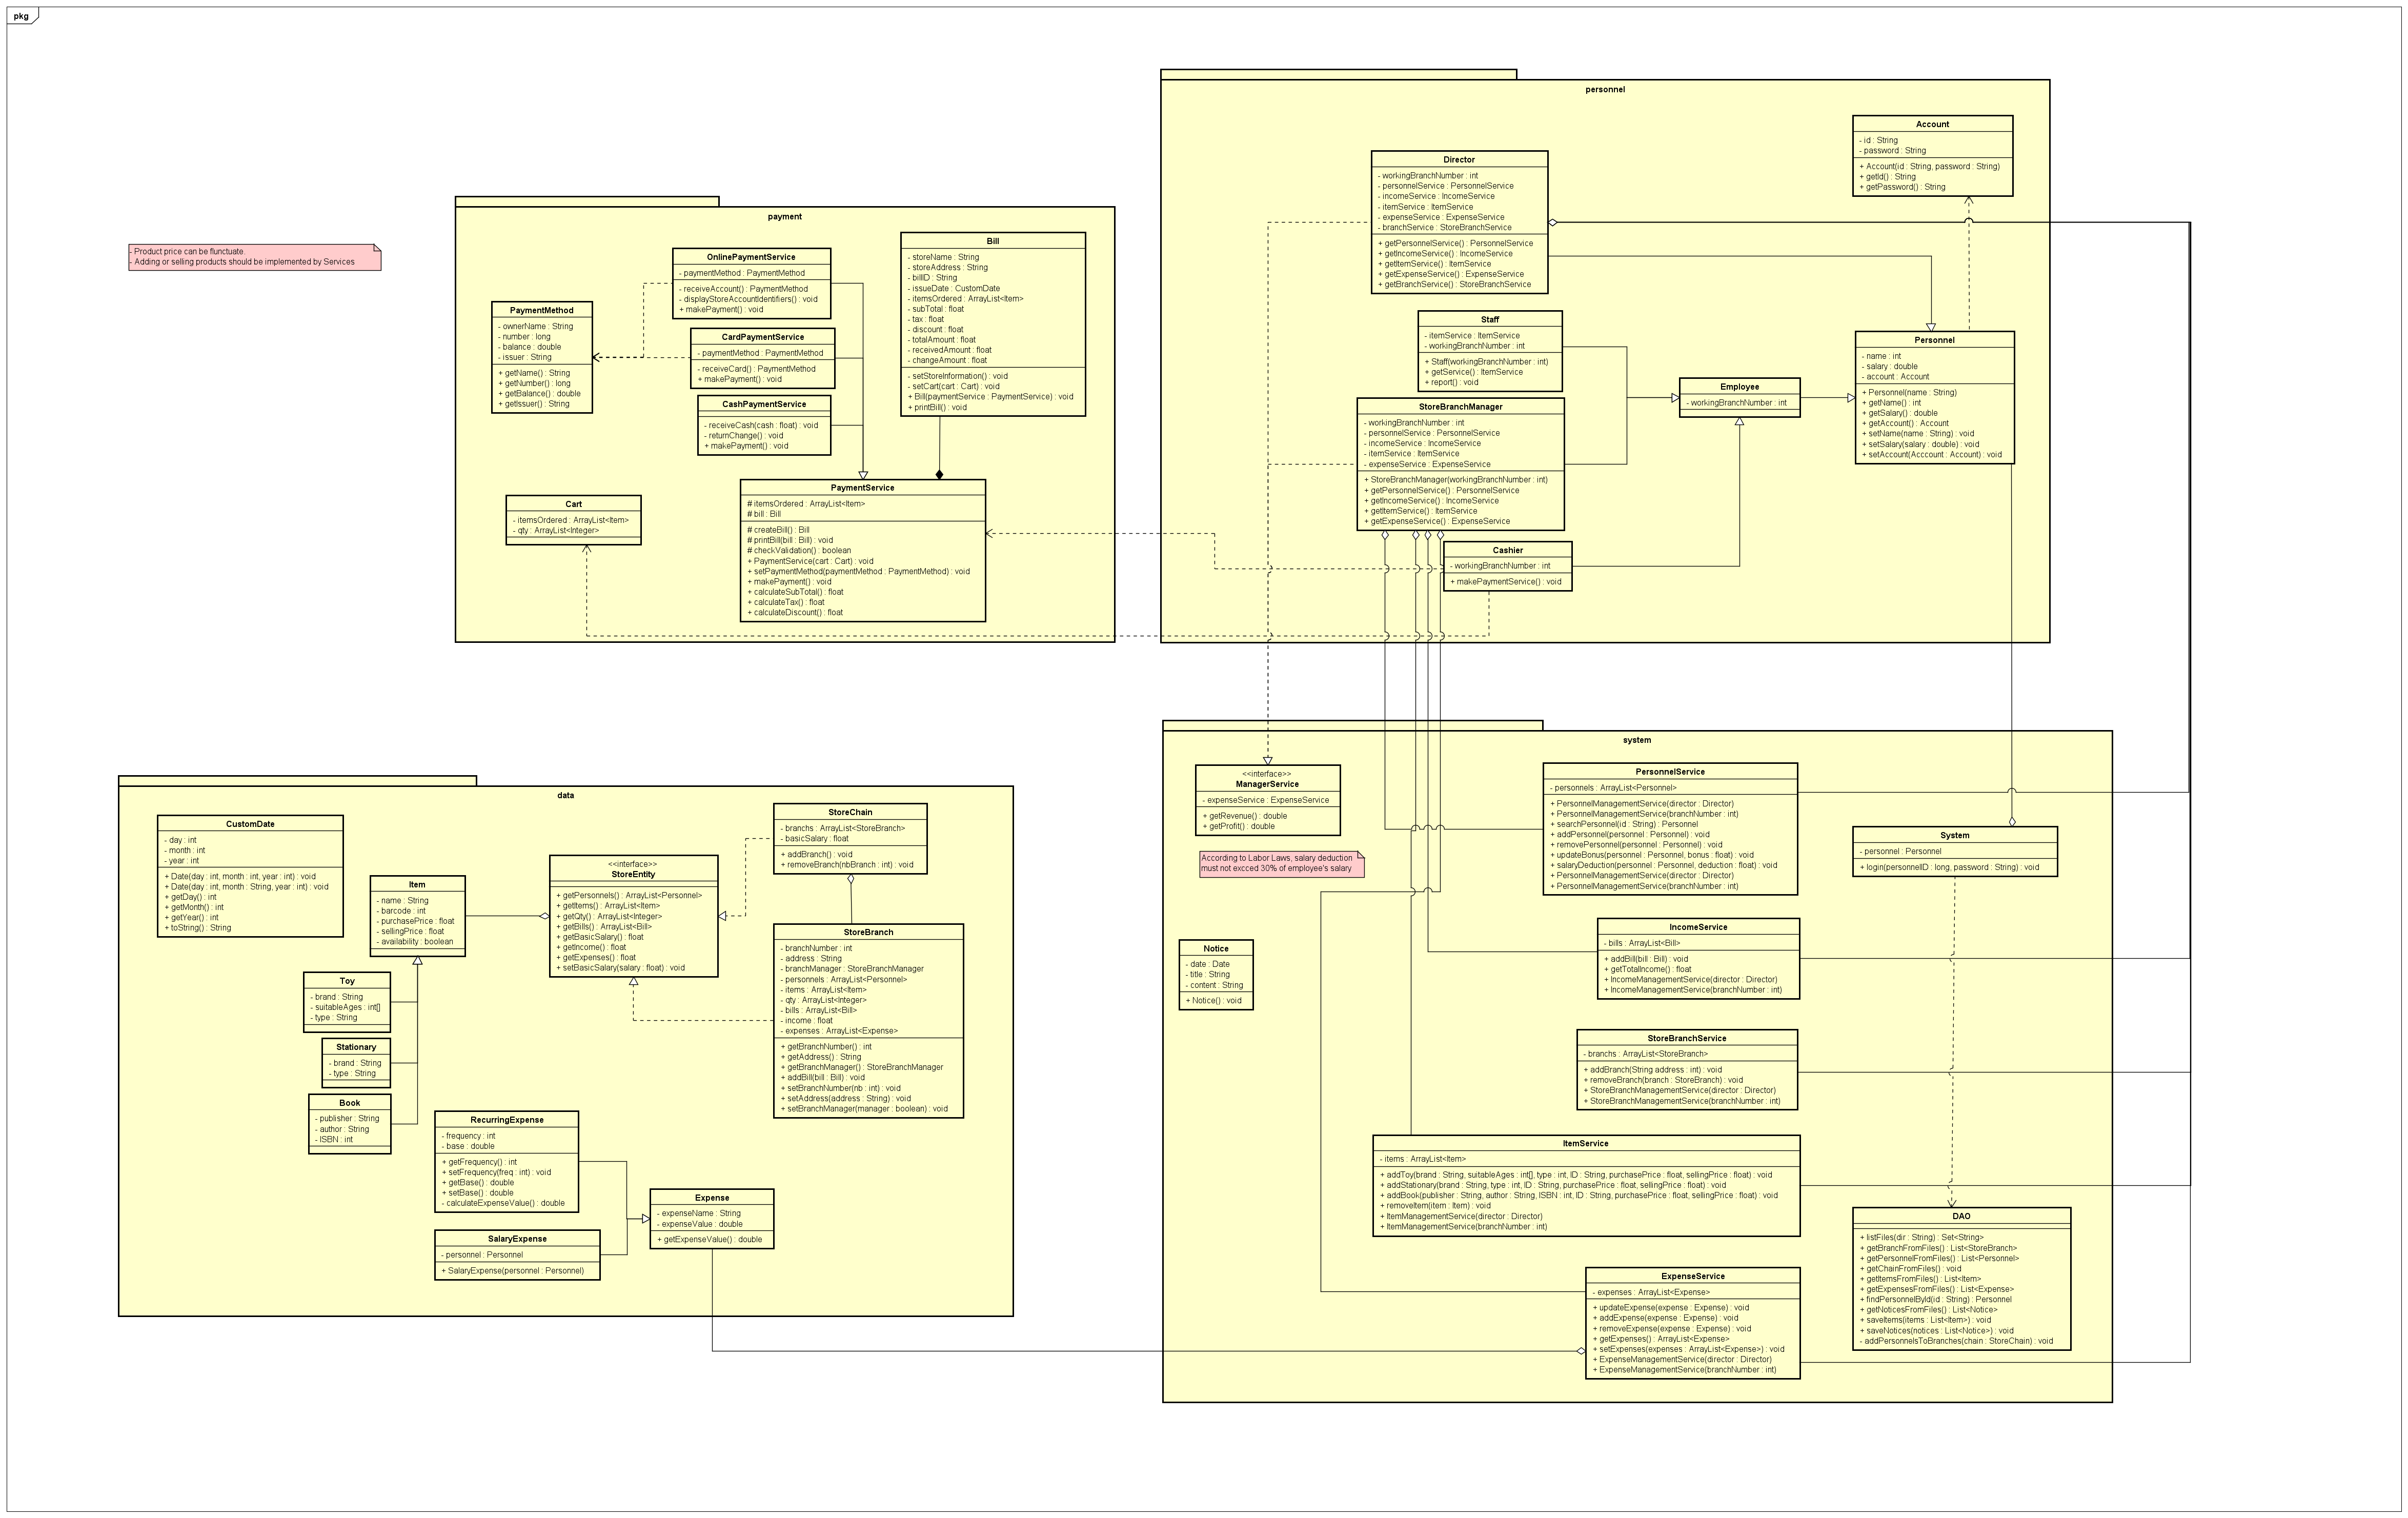 pkg
- Product price can be flunctuate.
- Adding or selling products should be implemented by Services
payment
PaymentMethod
- ownerName : String
- number : long
- balance : double
- issuer : String
+ getName() : String
+ getNumber() : long
+ getBalance() : double
+ getIssuer() : String
OnlinePaymentService
- paymentMethod : PaymentMethod
- receiveAccount() : PaymentMethod
- displayStoreAccountIdentifiers() : void
+ makePayment() : void
CardPaymentService
- paymentMethod : PaymentMethod
- receiveCard() : PaymentMethod
+ makePayment() : void
CashPaymentService
- receiveCash(cash : float) : void
- returnChange() : void
+ makePayment() : void
Bill
- storeName : String
- storeAddress : String
- billID : String
- issueDate : CustomDate
- itemsOrdered : ArrayList<Item>
- subTotal : float
- tax : float
- discount : float
- totalAmount : float
- receivedAmount : float
- changeAmount : float
- setStoreInformation() : void
- setCart(cart : Cart) : void
+ Bill(paymentService : PaymentService) : void
+ printBill() : void
Cart
- itemsOrdered : ArrayList<Item>
- qty : ArrayList<Integer>
PaymentService
# itemsOrdered : ArrayList<Item>
# bill : Bill
# createBill() : Bill
# printBill(bill : Bill) : void
# checkValidation() : boolean
+ PaymentService(cart : Cart) : void
+ setPaymentMethod(paymentMethod : PaymentMethod) : void
+ makePayment() : void
+ calculateSubTotal() : float
+ calculateTax() : float
+ calculateDiscount() : float
personnel
Account
- id : String
- password : String
+ Account(id : String, password : String)
+ getId() : String
+ getPassword() : String
Director
- workingBranchNumber : int
- personnelService : PersonnelService
- incomeService : IncomeService
- itemService : ItemService
- expenseService : ExpenseService
- branchService : StoreBranchService
+ getPersonnelService() : PersonnelService
+ getIncomeService() : IncomeService
+ getItemService() : ItemService
+ getExpenseService() : ExpenseService
+ getBranchService() : StoreBranchService
Staff
- itemService : ItemService
- workingBranchNumber : int
+ Staff(workingBranchNumber : int)
+ getService() : ItemService
+ report() : void
StoreBranchManager
- workingBranchNumber : int
- personnelService : PersonnelService
- incomeService : IncomeService
- itemService : ItemService
- expenseService : ExpenseService
+ StoreBranchManager(workingBranchNumber : int)
+ getPersonnelService() : PersonnelService
+ getIncomeService() : IncomeService
+ getItemService() : ItemService
+ getExpenseService() : ExpenseService
Cashier
- workingBranchNumber : int
+ makePaymentService() : void
Employee
- workingBranchNumber : int
Personnel
- name : int
- salary : double
- account : Account
+ Personnel(name : String)
+ getName() : int
+ getSalary() : double
+ getAccount() : Account
+ setName(name : String) : void
+ setSalary(salary : double) : void
+ setAccount(Acccount : Account) : void
data
CustomDate
- day : int
- month : int
- year : int
+ Date(day : int, month : int, year : int) : void
+ Date(day : int, month : String, year : int) : void
+ getDay() : int
+ getMonth() : int
+ getYear() : int
+ toString() : String
Item
- name : String
- barcode : int
- purchasePrice : float
- sellingPrice : float
- availability : boolean
Toy
- brand : String
- suitableAges : int[]
- type : String
Stationary
- brand : String
- type : String
Book
- publisher : String
- author : String
- ISBN : int
<<interface>>
StoreEntity
+ getPersonnels() : ArrayList<Personnel>
+ getItems() : ArrayList<Item>
+ getQty() : ArrayList<Integer>
+ getBills() : ArrayList<Bill>
+ getBasicSalary() : float
+ getIncome() : float
+ getExpenses() : float
+ setBasicSalary(salary : float) : void
StoreChain
- branchs : ArrayList<StoreBranch>
- basicSalary : float
+ addBranch() : void
+ removeBranch(nbBranch : int) : void
StoreBranch
- branchNumber : int
- address : String
- branchManager : StoreBranchManager
- personnels : ArrayList<Personnel>
- items : ArrayList<Item>
- qty : ArrayList<Integer>
- bills : ArrayList<Bill>
- income : float
- expenses : ArrayList<Expense>
+ getBranchNumber() : int
+ getAddress() : String
+ getBranchManager() : StoreBranchManager
+ addBill(bill : Bill) : void
+ setBranchNumber(nb : int) : void
+ setAddress(address : String) : void
+ setBranchManager(manager : boolean) : void
RecurringExpense
- frequency : int
- base : double
+ getFrequency() : int
+ setFrequency(freq : int) : void
+ getBase() : double
+ setBase() : double
- calculateExpenseValue() : double
SalaryExpense
- personnel : Personnel
+ SalaryExpense(personnel : Personnel)
Expense
- expenseName : String
- expenseValue : double
+ getExpenseValue() : double
system
<<interface>>
ManagerService
- expenseService : ExpenseService
+ getRevenue() : double
+ getProfit() : double
According to Labor Laws, salary deduction
must not excced 30% of employee's salary
Notice
- date : Date
- title : String
- content : String
+ Notice() : void
PersonnelService
- personnels : ArrayList<Personnel>
+ PersonnelManagementService(director : Director)
+ PersonnelManagementService(branchNumber : int)
+ searchPersonnel(id : String) : Personnel
+ addPersonnel(personnel : Personnel) : void
+ removePersonnel(personnel : Personnel) : void
+ updateBonus(personnel : Personnel, bonus : float) : void
+ salaryDeduction(personnel : Personnel, deduction : float) : void
+ PersonnelManagementService(director : Director)
+ PersonnelManagementService(branchNumber : int)
IncomeService
- bills : ArrayList<Bill>
+ addBill(bill : Bill) : void
+ getTotalIncome() : float
+ IncomeManagementService(director : Director)
+ IncomeManagementService(branchNumber : int)
StoreBranchService
- branchs : ArrayList<StoreBranch>
+ addBranch(String address : int) : void
+ removeBranch(branch : StoreBranch) : void
+ StoreBranchManagementService(director : Director)
+ StoreBranchManagementService(branchNumber : int)
ItemService
- items : ArrayList<Item>
+ addToy(brand : String, suitableAges : int[], type : int, ID : String, purchasePrice : float, sellingPrice : float) : void
+ addStationary(brand : String, type : int, ID : String, purchasePrice : float, sellingPrice : float) : void
+ addBook(publisher : String, author : String, ISBN : int, ID : String, purchasePrice : float, sellingPrice : float) : void
+ removeItem(item : Item) : void
+ ItemManagementService(director : Director)
+ ItemManagementService(branchNumber : int)
ExpenseService
- expenses : ArrayList<Expense>
+ updateExpense(expense : Expense) : void
+ addExpense(expense : Expense) : void
+ removeExpense(expense : Expense) : void
+ getExpenses() : ArrayList<Expense>
+ setExpenses(expenses : ArrayList<Expense>) : void
+ ExpenseManagementService(director : Director)
+ ExpenseManagementService(branchNumber : int)
System
- personnel : Personnel
+ login(personnelID : long, password : String) : void
DAO
+ listFiles(dir : String) : Set<String>
+ getBranchFromFiles() : List<StoreBranch>
+ getPersonnelFromFiles() : List<Personnel>
+ getChainFromFiles() : void
+ getItemsFromFiles() : List<Item>
+ getExpensesFromFiles() : List<Expense>
+ findPersonnelById(id : String) : Personnel
+ getNoticesFromFiles() : List<Notice>
+ saveItems(items : List<Item>) : void
+ saveNotices(notices : List<Notice>) : void
- addPersonnelsToBranches(chain : StoreChain) : void